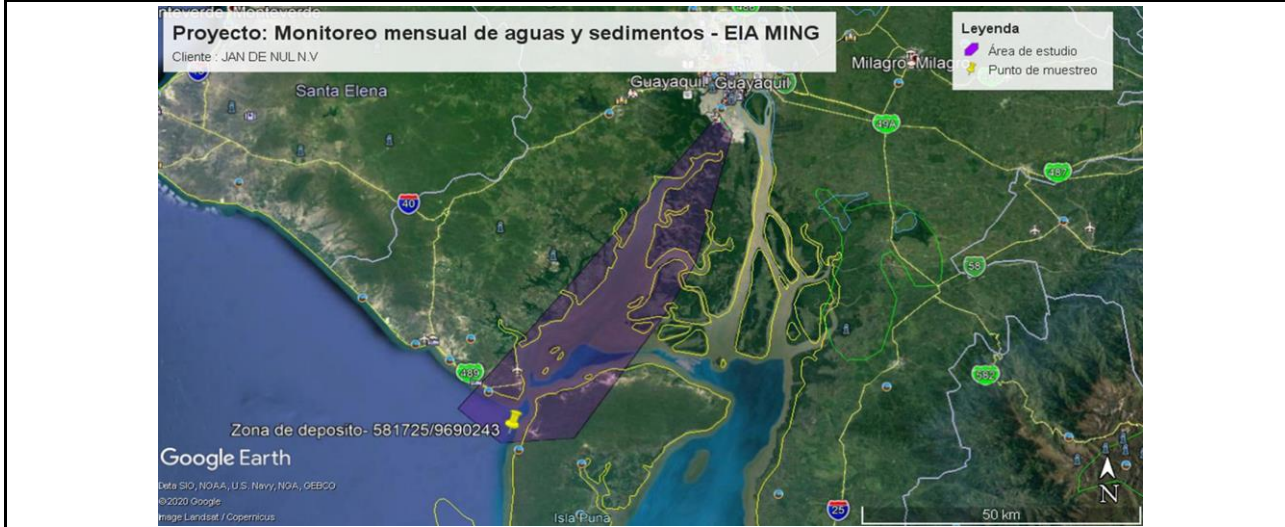 Monteverde
Proyecto: Monitoreo mensual de aguas y sedimentos - EIA MING
Cliente : JAN DE NUL N.V
Leyenda
Área de estudio
Punto de muestreo
Santa Elena
Guayaquil
Guayaquil
Milagro
Milagro
49A
487
40
58
489
582
Zona de deposito- 581725/9690243
Google Earth
Data SIO, NOAA, U.S. Navy, NGA, GEBCO
©2020 Google
Image Landsat / Copernicus
Isla Puná
25
N
50 km